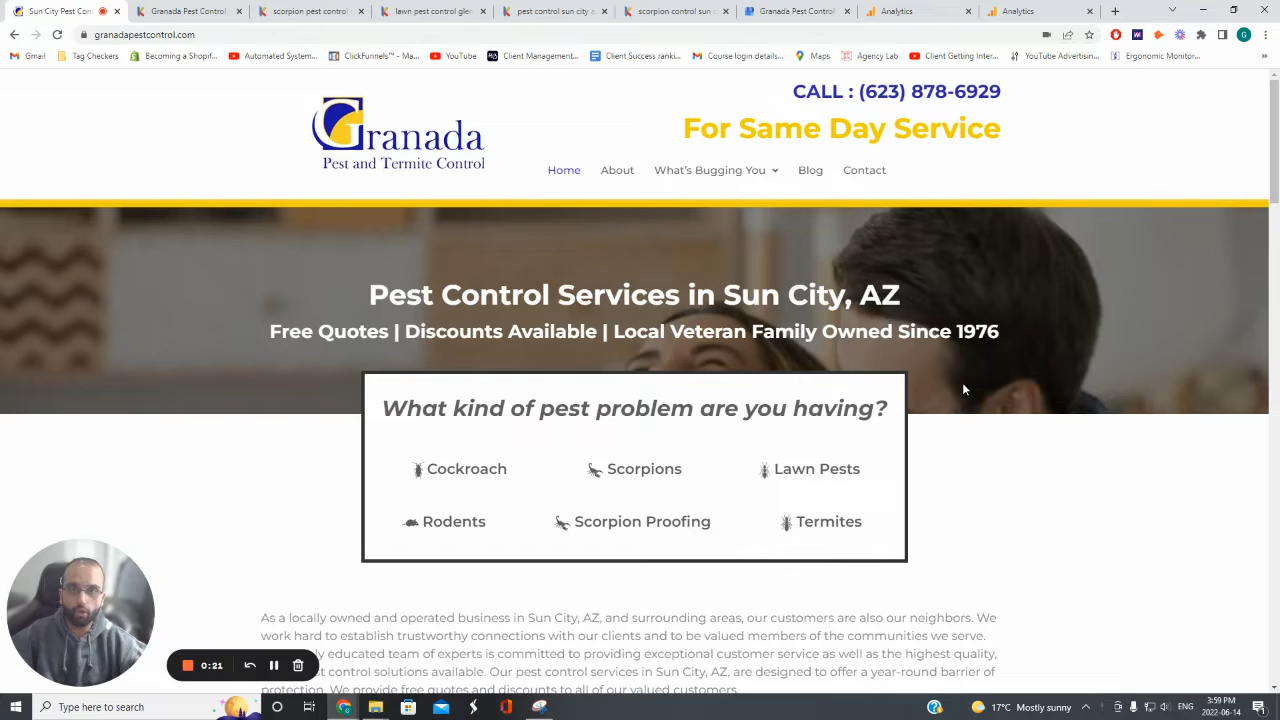 Sun City Pest Cont
Granada Pest Contro
scorpion pest control
lawn pest control gle
pest control sun city a
scorpion control sun c
Granada Pest Control
Analytics
Analytics
granadapestcontrol.com
G
Gmail
Tag Checkers
Becoming a Shopify...
Automated System...
ClickFunnels™ – Ma...
YouTube
Client Management...
Client Success ranki...
Course login details...
Maps
Agency Lab
Client Getting Inter...
YouTube Advertisin...
Ergonomic Monitor...
»
Granada
Pest and Termite Control
CALL : (623) 878-6929
For Same Day Service
Home About What's Bugging You Blog Contact
Pest Control Services in Sun City, AZ
Free Quotes | Discounts Available | Local Veteran Family Owned Since 1976
What kind of pest problem are you having?
Cockroach Scorpions Lawn Pests
Rodents Scorpion Proofing Termites
As a locally owned and operated business in Sun City, AZ, and surrounding areas, our customers are also our neighbors. We
work hard to establish trustworthy connections with our clients and to be valued members of the communities we serve.
educated team of experts is committed to providing exceptional customer service as well as the highest quality,
control solutions available. Our pest control services in Sun City, AZ, are designed to offer a year-round barrier of
protection. We provide free quotes and discounts to all of our valued customers.
0:21
Type here to search
17°C Mostly sunny
3:59 PM
2022-06-14